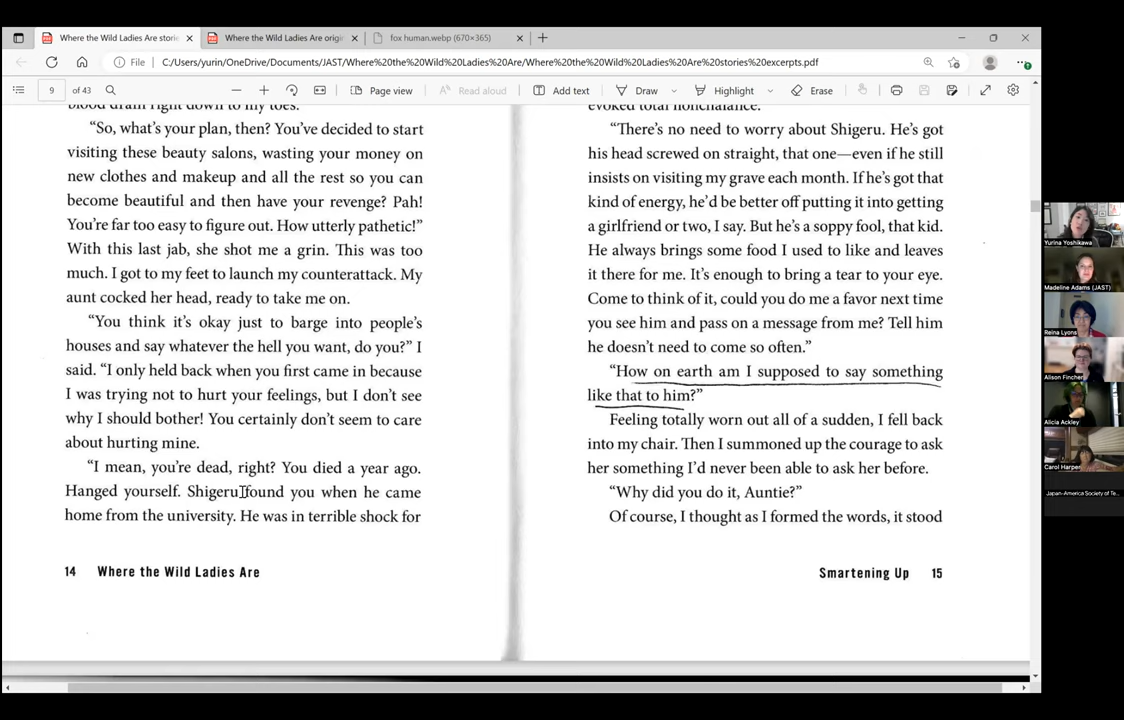 Where the Wild Ladies Are storie
Where the Wild Ladies Are origi
fox human.webp (670×365)
File
C:/Users/yurin/OneDrive/Documents/JAST/Where%20the%20Wild%20Ladies%20Are/Where%20the%20Wild%20Ladies%20Are%20stories%20excerpts.pdf
9 of 43
Page view
Read aloud
Add text
Draw
Highlight
Erase
blood drain right down to my toes.
“So, what’s your plan, then? You’ve decided to start
visiting these beauty salons, wasting your money on
new clothes and makeup and all the rest so you can
become beautiful and then have your revenge? Pah!
You’re far too easy to figure out. How utterly pathetic!”
With this last jab, she shot me a grin. This was too
much. I got to my feet to launch my counterattack. My
aunt cocked her head, ready to take me on.
“You think it’s okay just to barge into people’s
houses and say whatever the hell you want, do you?” I
said. “I only held back when you first came in because
I was trying not to hurt your feelings, but I don’t see
why I should bother! You certainly don’t seem to care
about hurting mine.
“I mean, you’re dead, right? You died a year ago.
Hanged yourself. Shigeru found you when he came
home from the university. He was in terrible shock for
14 Where the Wild Ladies Are
evoked total nonchalance.
“There’s no need to worry about Shigeru. He’s got
his head screwed on straight, that one—even if he still
insists on visiting my grave each month. If he’s got that
kind of energy, he’d be better off putting it into getting
a girlfriend or two, I say. But he’s a soppy fool, that kid.
He always brings some food I used to like and leaves
it there for me. It’s enough to bring a tear to your eye.
Come to think of it, could you do me a favor next time
you see him and pass on a message from me? Tell him
he doesn’t need to come so often.”
“How on earth am I supposed to say something
like that to him?”
Feeling totally worn out all of a sudden, I fell back
into my chair. Then I summoned up the courage to ask
her something I’d never been able to ask her before.
“Why did you do it, Auntie?”
Of course, I thought as I formed the words, it stood
Smartening Up 15
Yurina Yoshikawa
Madeline Adams (JAST)
Reina Lyons
Alison Fincher
Alicia Ackley
Carol Harper
Japan-America Society of Te...